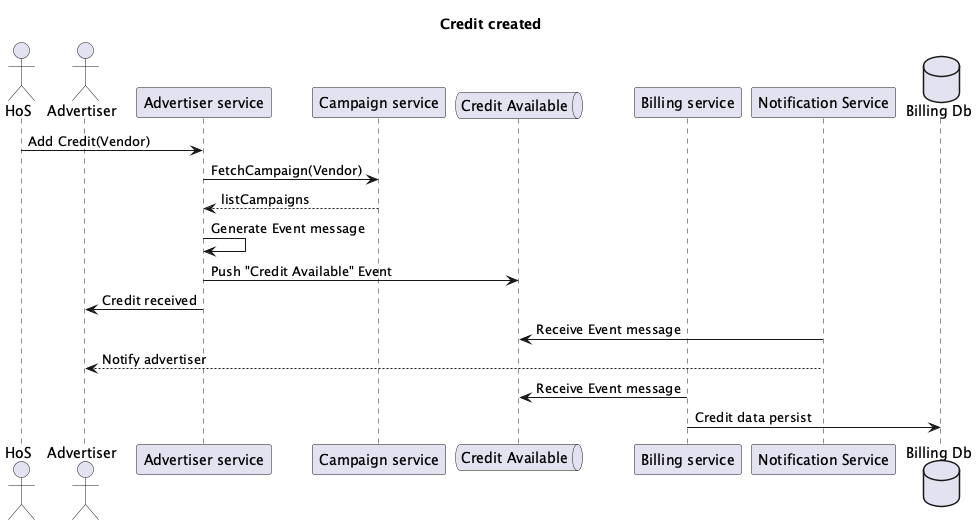 Credit created
HoS
Advertiser
Advertiser service
Campaign service
Credit Available
Billing service
Notification Service
Billing Db
Add Credit(Vendor)
FetchCampaign(Vendor)
listCampaigns
Generate Event message
Push "Credit Available" Event
Credit received
Receive Event message
Notify advertiser
Receive Event message
Credit data persist
HoS
Advertiser
Advertiser service
Campaign service
Credit Available
Billing service
Notification Service
Billing Db